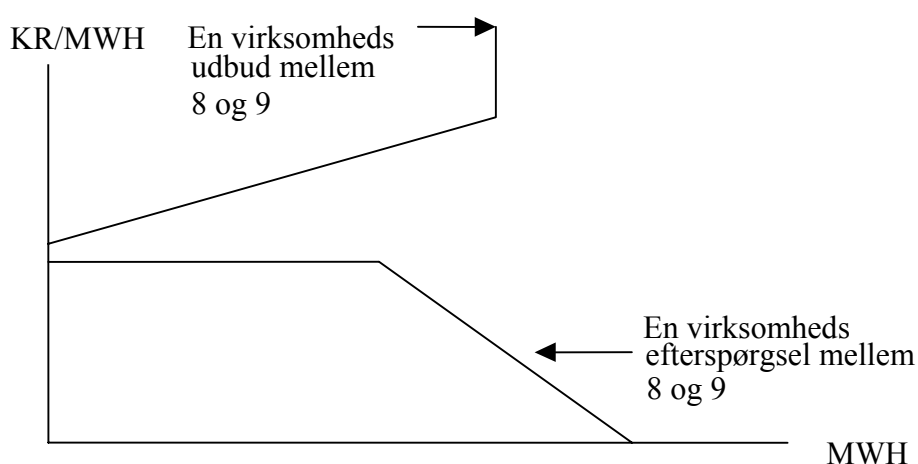 KR/MWH
En virksomheds
udbud mellem
8 og 9
En virksomheds
efterspørgsel mellem
8 og 9
MWH